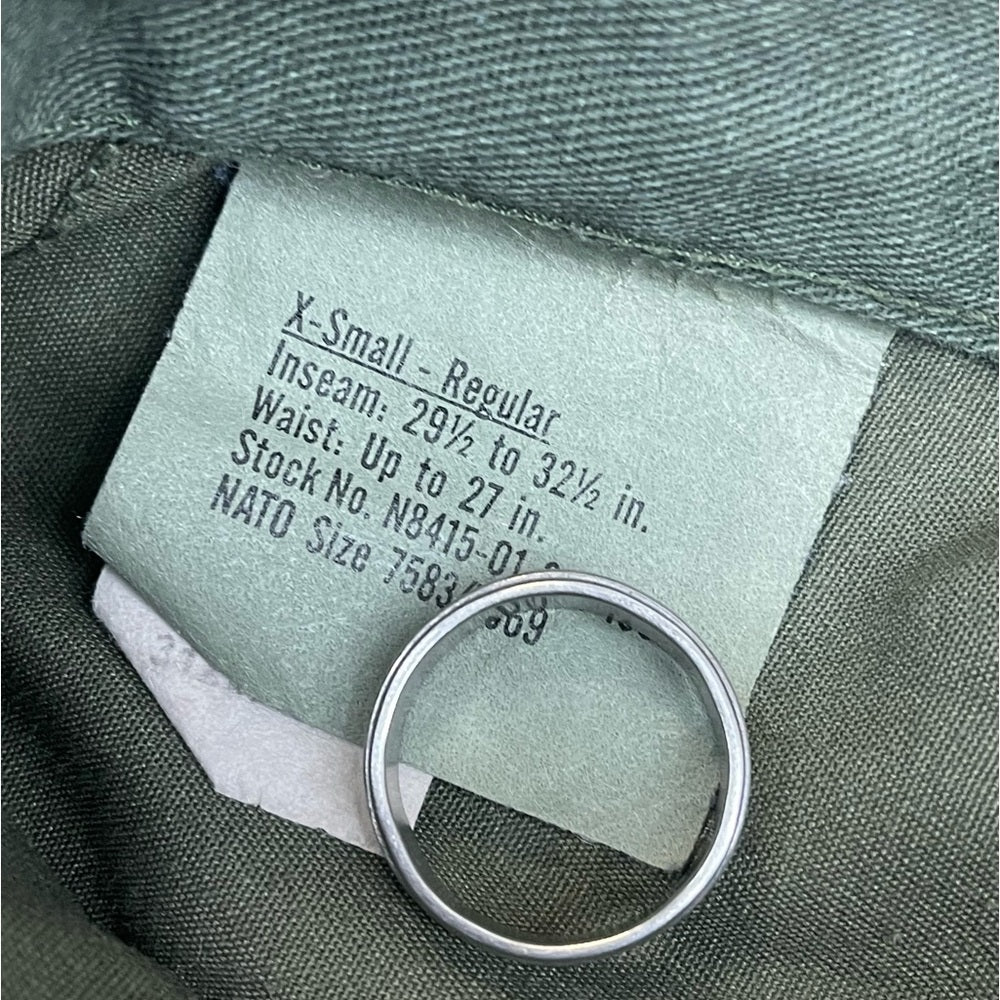 X-Small - Regular
Inseam: 29½ to 32½ in.
Waist: Up to 27 in.
Stock No. N8415-01
NATO Size 7583/